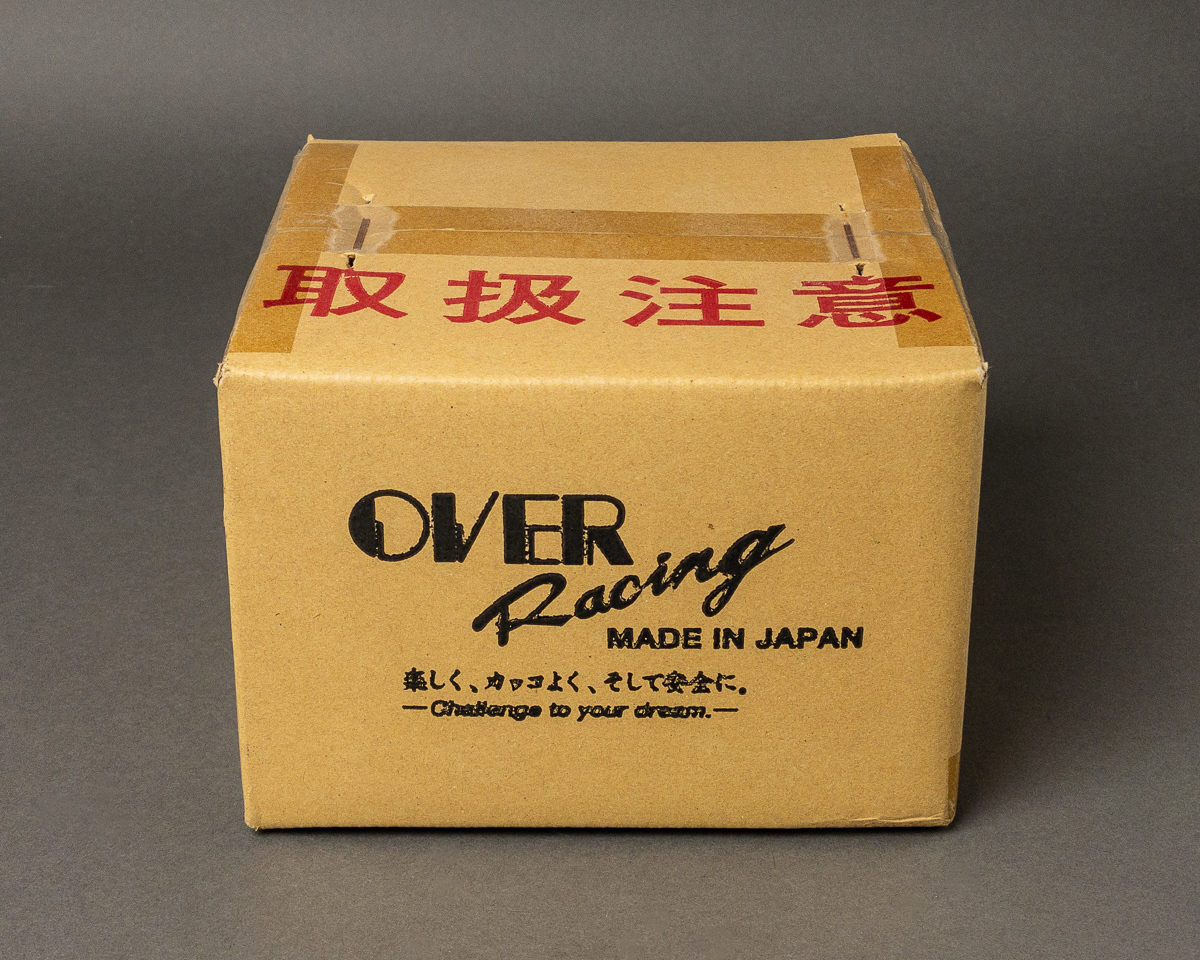 取扱注意
OVER
Racing
MADE IN JAPAN
楽しく、カッコよく、そして安全に。
—Challenge to your dream.—